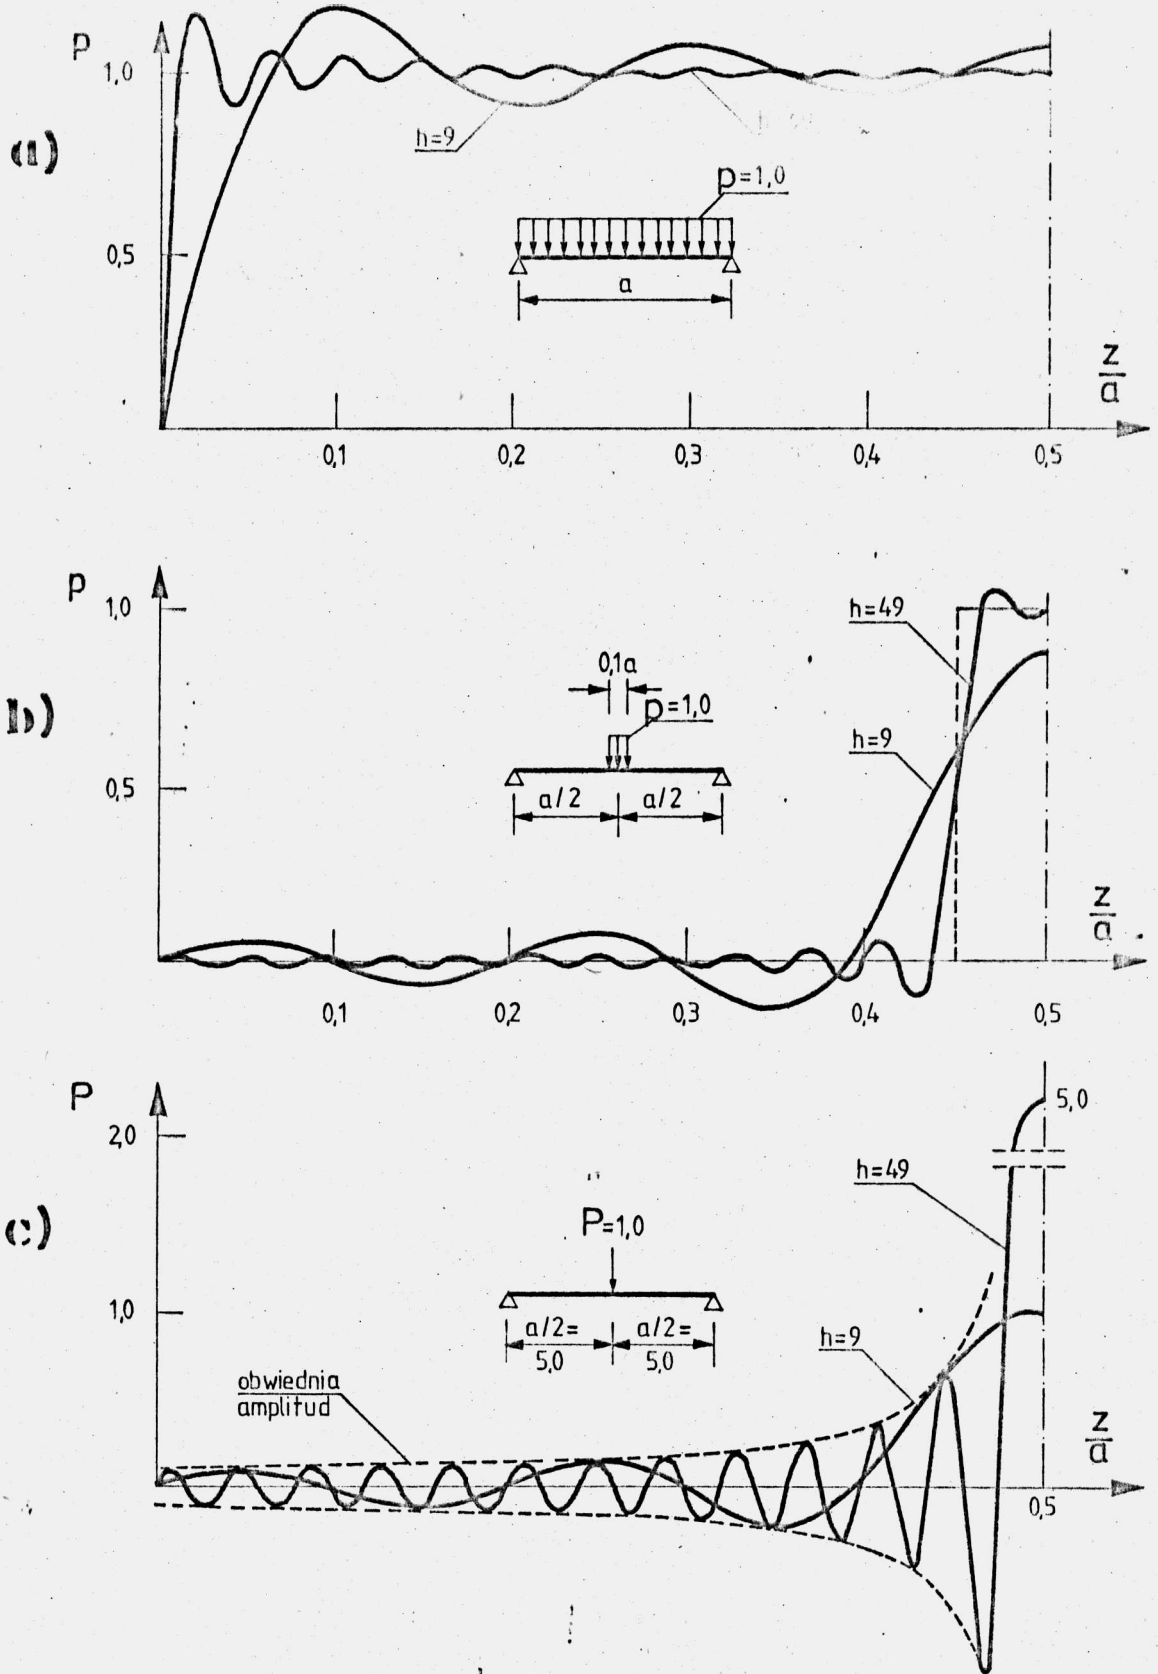 a)
p
1,0
0,5
h=9
p=1,0
a
z
a
0,1
0,2
0,3
0,4
0,5
b)
p
1,0
0,5
h=49
h=9
0,1a
p=1,0
a/2
a/2
z
a
0,1
0,2
0,3
0,4
0,5
c)
P
2,0
1,0
5,0
h=49
P=1,0
a/2=
5,0
a/2=
5,0
h=9
obwiednia
amplitud
z
a
0,5